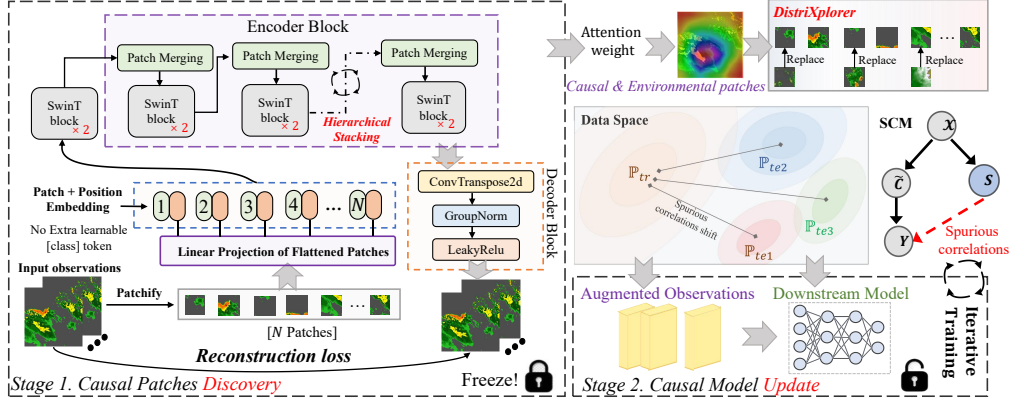 Encoder Block
Patch Merging
Patch Merging
Patch Merging
SwinT
block
SwinT
block
× 2
SwinT
block
× 2
SwinT
block
× 2
× 2
Hierarchical
Stacking
Patch + Position
Embedding
1
2
3
4
...
N
No Extra learnable
[class] token
Linear Projection of Flattened Patches
Input observations
Patchify
...
[N Patches]
Reconstruction loss
Decoder Block
ConvTranspose2d
GroupNorm
LeakyRelu
Stage 1. Causal Patches Discovery
Freeze!
Attention
weight
Causal & Environmental patches
DistriXplorer
...
Replace
Replace
Replace
Data Space
ℙtr
ℙte2
ℙte3
ℙte1
Spurious
correlations shift
SCM
X
C̃
S
Y
Spurious
correlations
Augmented Observations
Downstream Model
Iterative
Training
Stage 2. Causal Model Update